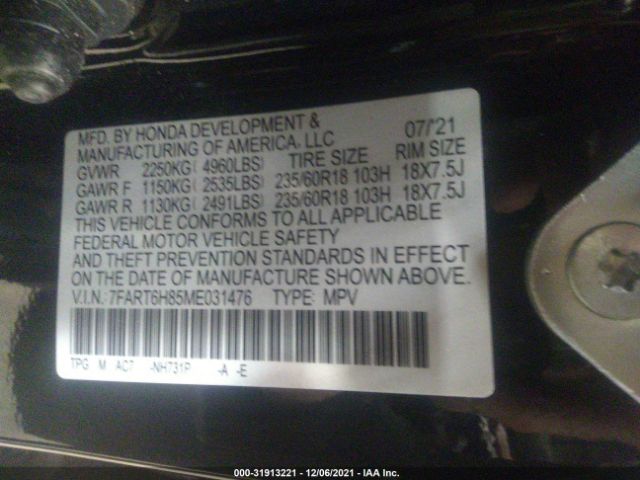 MFD. BY HONDA DEVELOPMENT & 07/'21
MANUFACTURING OF AMERICA, LLC
GVWR 2250KG( 4960LBS) TIRE SIZE RIM SIZE
GAWR F 1150KG( 2535LBS) 235/60R18 103H 18X7.5J
GAWR R 1130KG( 2491LBS) 235/60R18 103H 18X7.5J
THIS VEHICLE CONFORMS TO ALL APPLICABLE
FEDERAL MOTOR VEHICLE SAFETY
AND THEFT PREVENTION STANDARDS IN EFFECT
ON THE DATE OF MANUFACTURE SHOWN ABOVE.
V.I.N.: 7FART6H85ME031476 TYPE: MPV
TPG M AC7 -NH731P -A -E
000-31913221 - 12/06/2021 - IAA Inc.